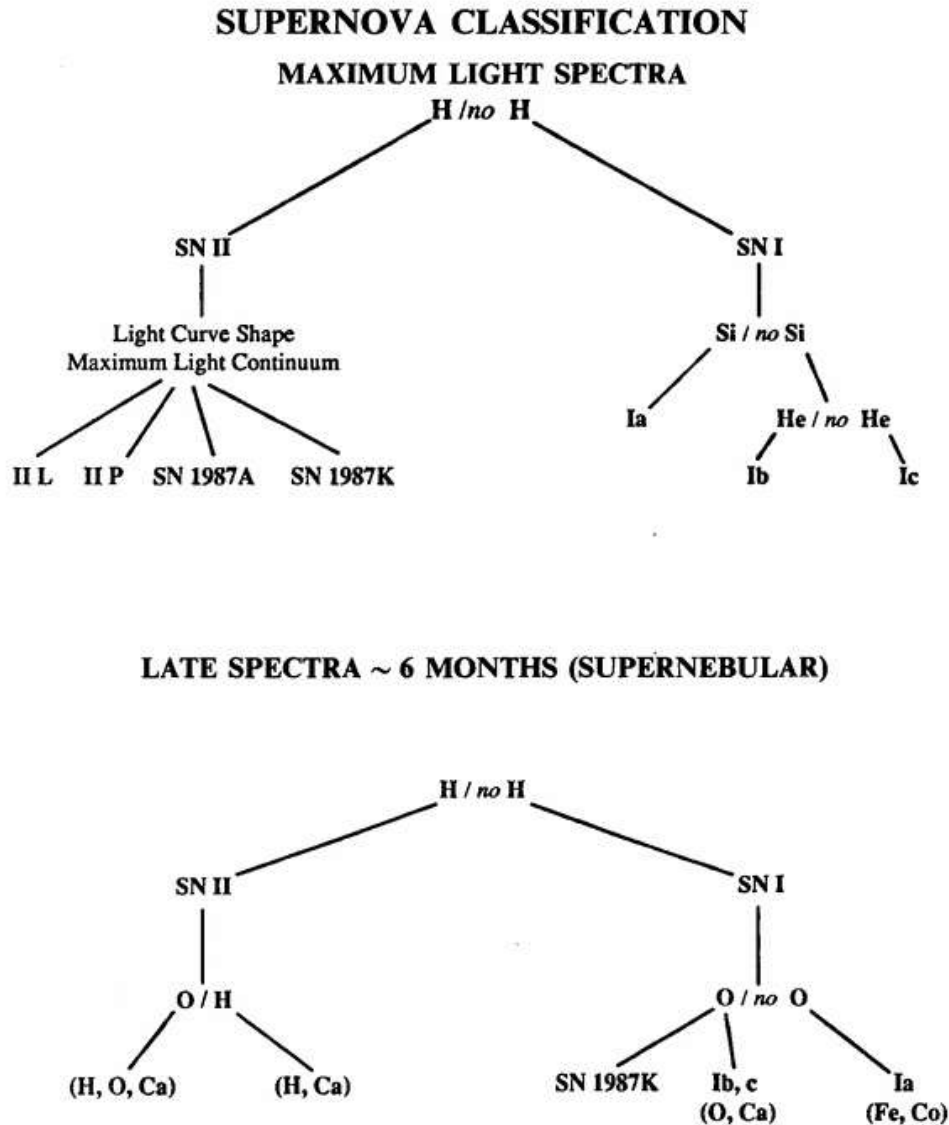 SUPERNOVA CLASSIFICATION
MAXIMUM LIGHT SPECTRA
H / no H
SN II SN I
Light Curve Shape
Maximum Light Continuum
Si / no Si
Ia
He / no He
II L II P SN 1987A SN 1987K
Ib Ic
LATE SPECTRA ~ 6 MONTHS (SUPERNEBULAR)
H / no H
SN II SN I
O / H O / no O
(H, O, Ca) (H, Ca) SN 1987K Ib, c Ia
(O, Ca) (Fe, Co)